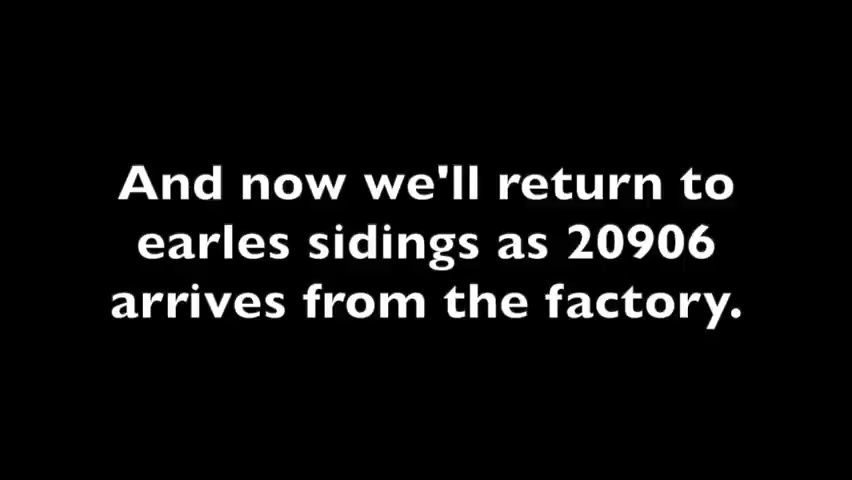 And now we'll return to
earles sidings as 20906
arrives from the factory.